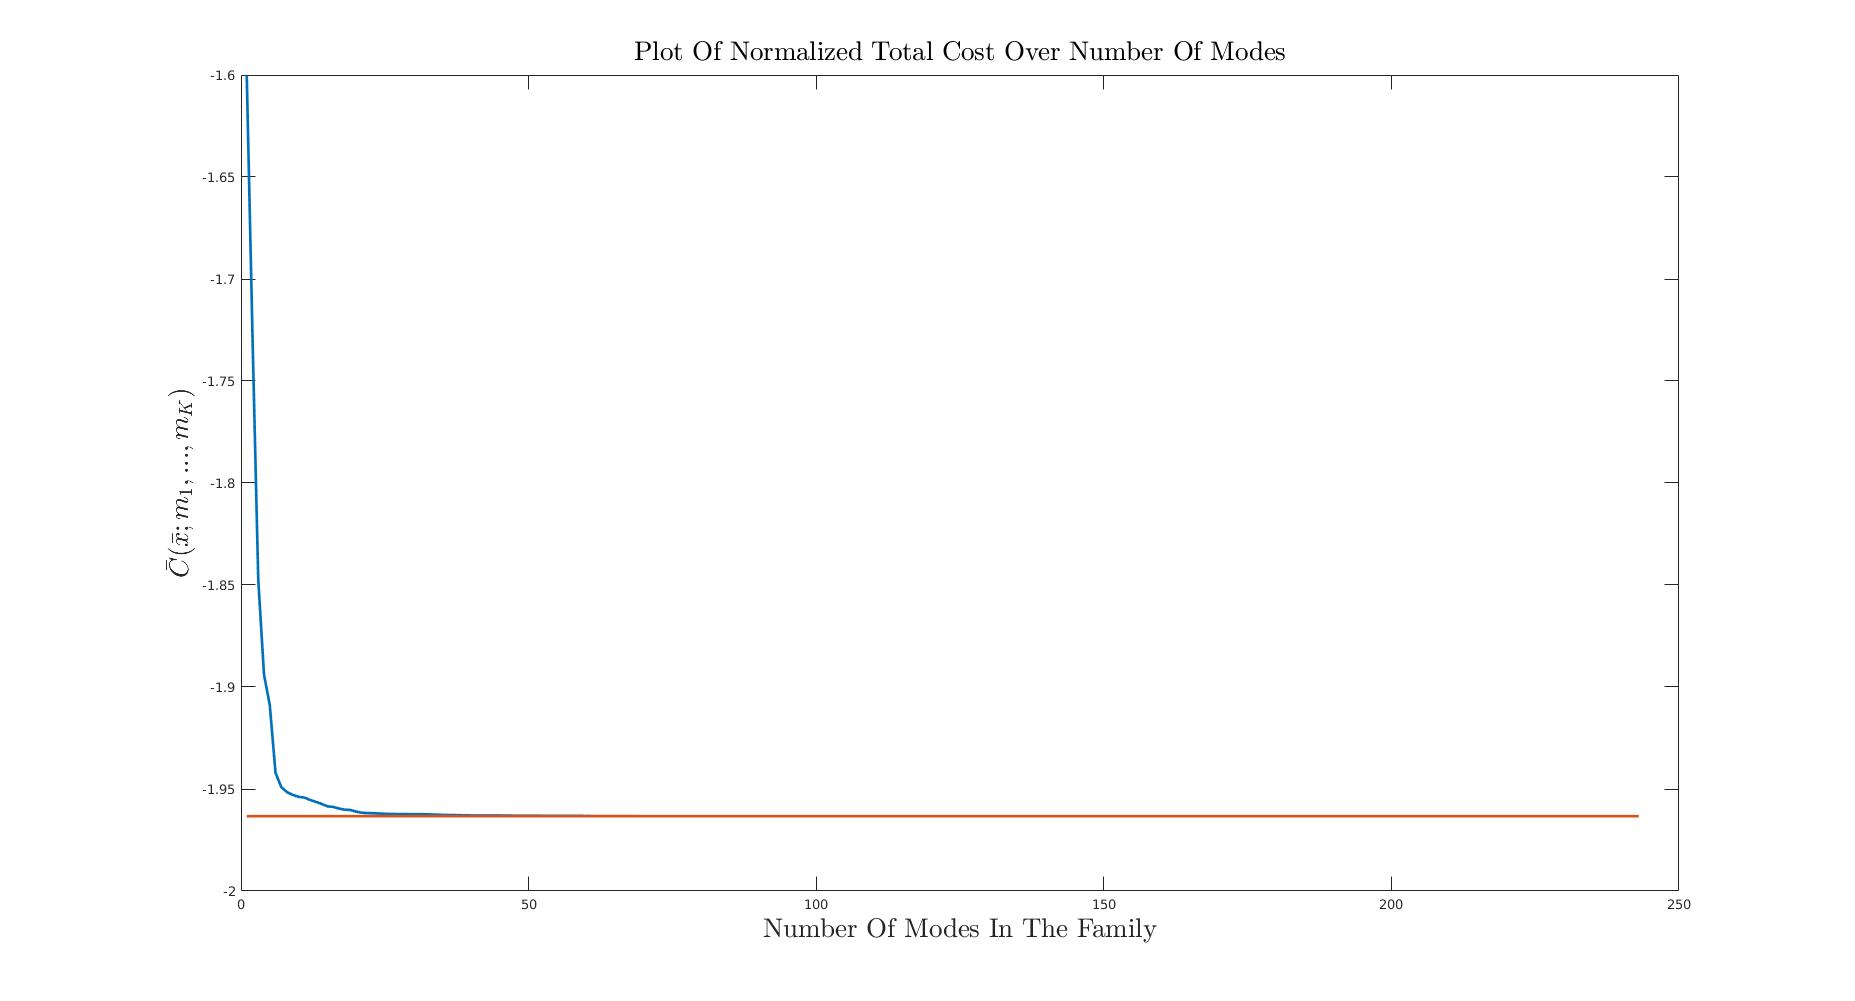 Plot Of Normalized Total Cost Over Number Of Modes
-1.6
-1.65
-1.7
-1.75
-1.8
-1.85
-1.9
-1.95
-2
C̄(x̄; m₁, ..., m_K)
0 50 100 150 200 250
Number Of Modes In The Family